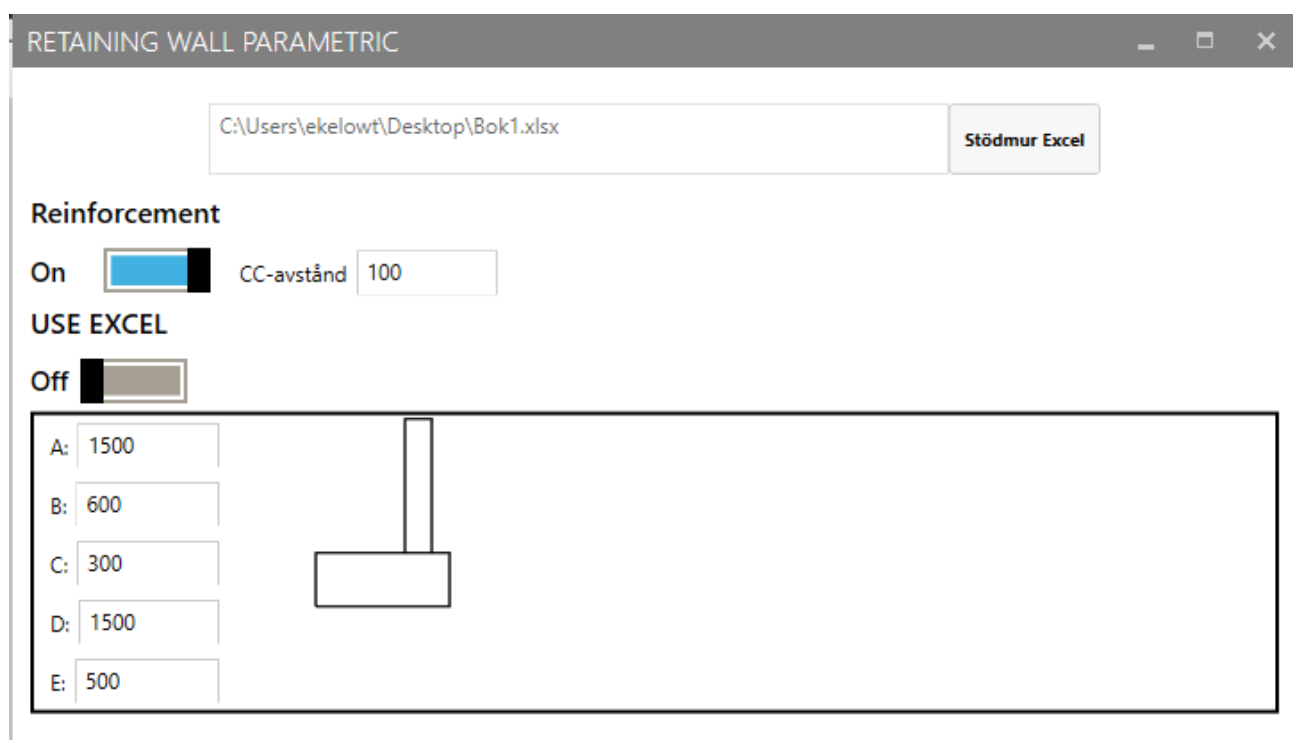 RETAINING WALL PARAMETRIC
C:\Users\ekelowt\Desktop\Bok1.xlsx
Stödmur Excel
Reinforcement
On
CC-avstånd 100
USE EXCEL
Off
A: 1500
B: 600
C: 300
D: 1500
E: 500